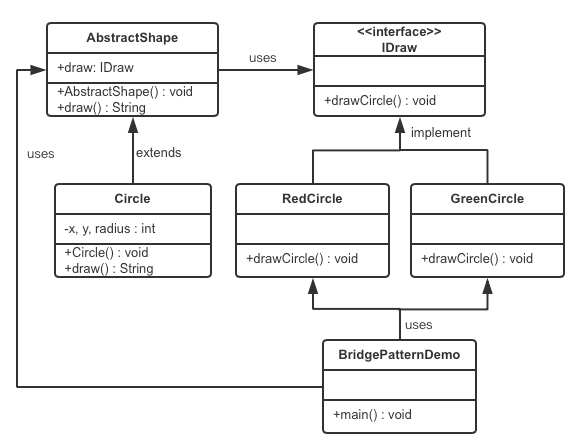 AbstractShape
+draw: IDraw
+AbstractShape() : void
+draw() : String
uses
<<interface>>
IDraw
+drawCircle() : void
uses
extends
implement
Circle
-x, y, radius : int
+Circle() : void
+draw() : String
RedCircle
+drawCircle() : void
GreenCircle
+drawCircle() : void
uses
BridgePatternDemo
+main() : void